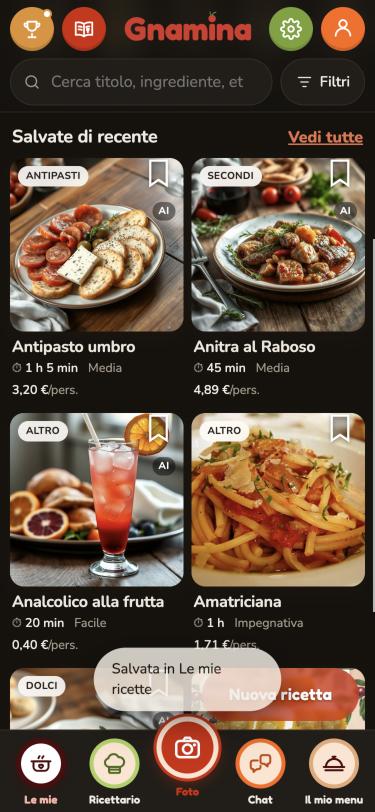 Gnamina
Cerca titolo, ingrediente, et
Filtri
Salvate di recente
Vedi tutte
ANTIPASTI
AI
SECONDI
AI
Antipasto umbro
1 h 5 min Media
3,20 €/pers.
Anitra al Raboso
45 min Media
4,89 €/pers.
ALTRO
AI
ALTRO
Analcolico alla frutta
20 min Facile
0,40 €/pers.
Amatriciana
1 h Impegnativa
1,71 €/pers.
Salvata in Le mie
ricette
DOLCI
AI
Nuova ricetta
Le mie
Ricettario
Foto
Chat
Il mio menu